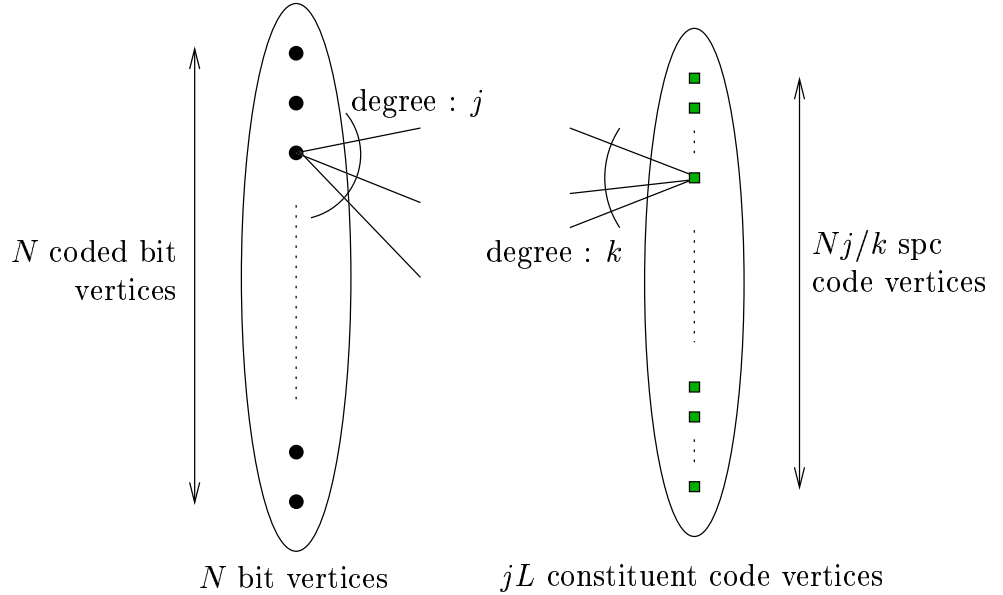 degree : j
N coded bit
vertices
degree : k
Nj/k spc
code vertices
N bit vertices
jL constituent code vertices